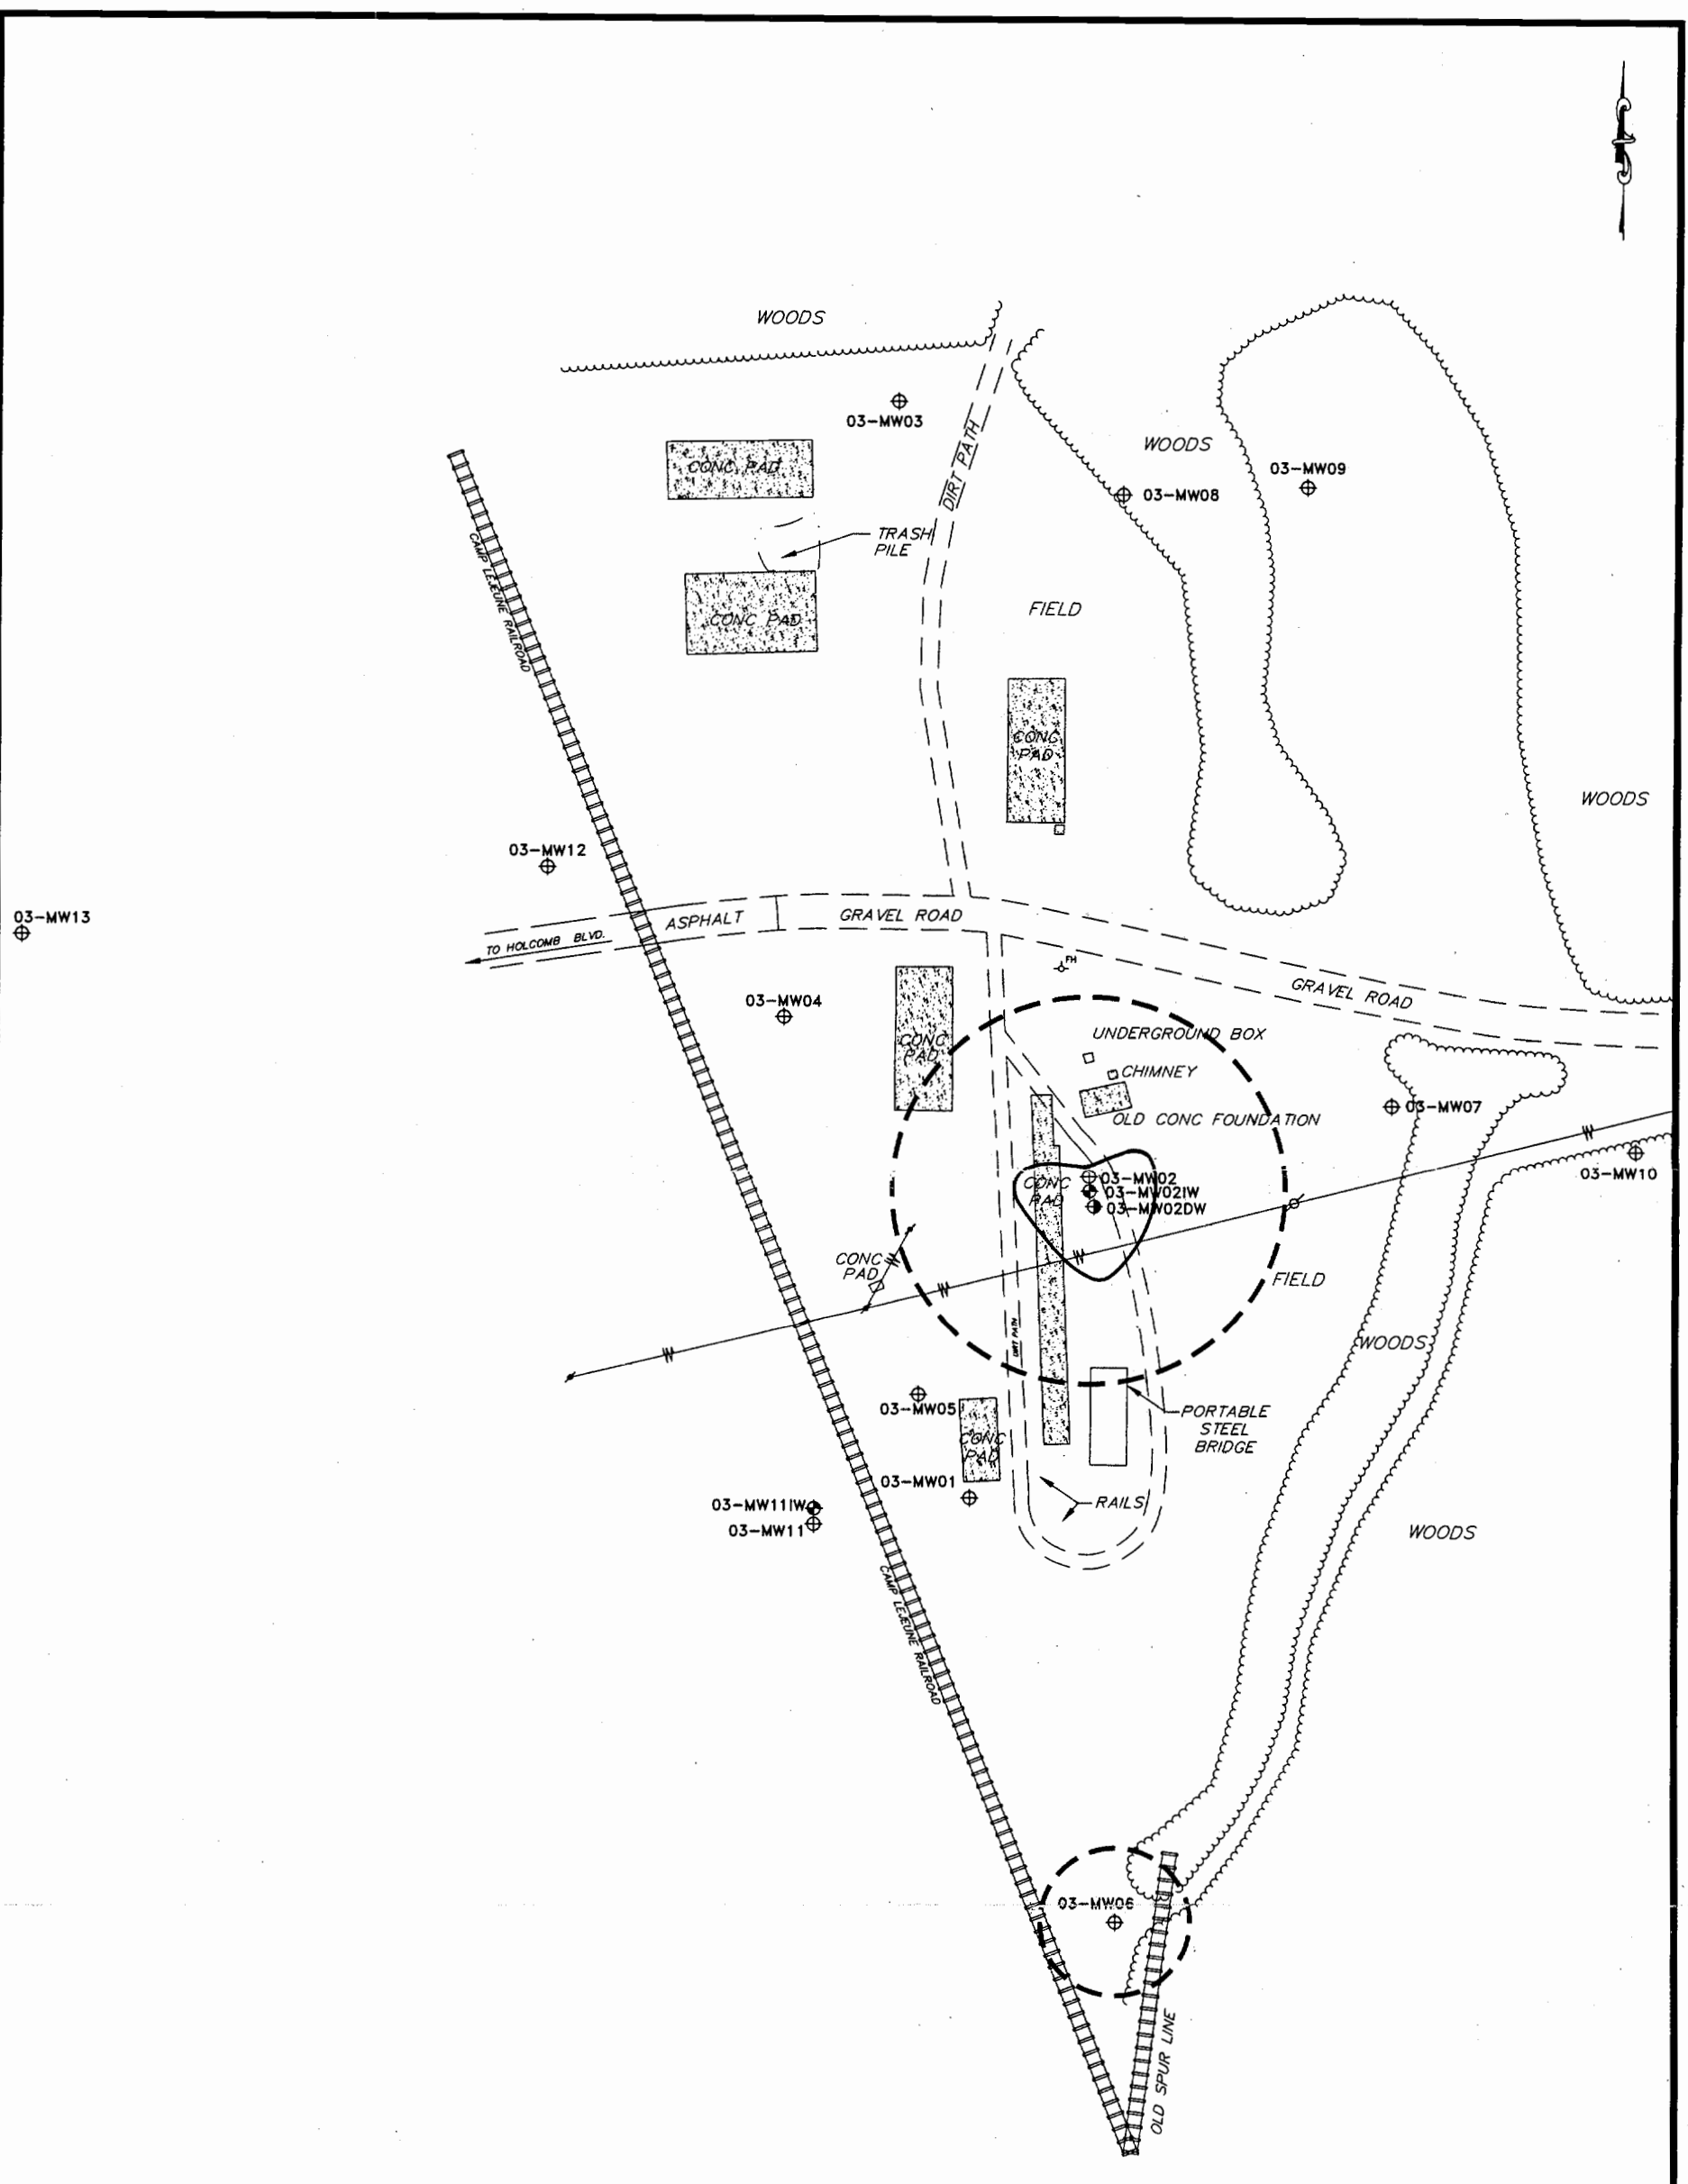 WOODS
03-MW03
DIRT PATH
CONC PAD
WOODS
03-MW09
03-MW08
TRASH
PILE
CAMP LEJEUNE RAILROAD
CONC PAD
FIELD
CONC
PAD
WOODS
03-MW12
03-MW13
ASPHALT
GRAVEL ROAD
TO HOLCOMB BLVD.
FH
GRAVEL ROAD
03-MW04
UNDERGROUND BOX
CONC
PAD
CHIMNEY
03-MW07
OLD CONC FOUNDATION
03-MW10
CONC
PAD
03-MW02
03-MW02IW
03-MW02DW
CONC
PAD
FIELD
DIRT PATH
WOODS
03-MW05
PORTABLE
STEEL
BRIDGE
CONC
PAD
03-MW01
RAILS
03-MW11IW
03-MW11
WOODS
CAMP LEJEUNE RAILROAD
03-MW06
OLD SPUR LINE